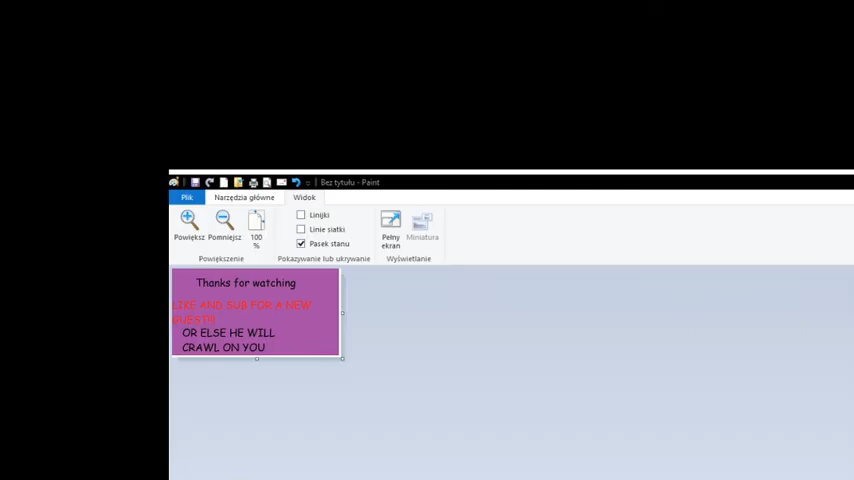 Bez tytułu - Paint
Plik Narzędzia główne Widok
Powiększ Pomniejsz 100 %
Linijki
Linie siatki
Pasek stanu
Pełny ekran
Miniatura
Powiększenie Pokazywanie lub ukrywanie Wyświetlanie
Thanks for watching
LIKE AND SUB FOR A NEW
GUEST!!!
OR ELSE HE WILL
CRAWL ON YOU